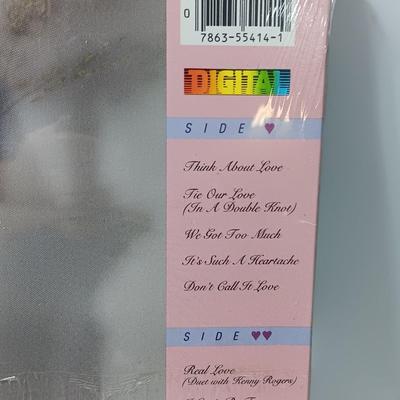 0
7863-55414-1
DIGITAL
SIDE ♥
Think About Love
Tie Our Love
(In A Double Knot)
We Got Too Much
It's Such A Heartache
Don't Call It Love
SIDE ♥♥
Real Love
(Duet with Kenny Rogers)